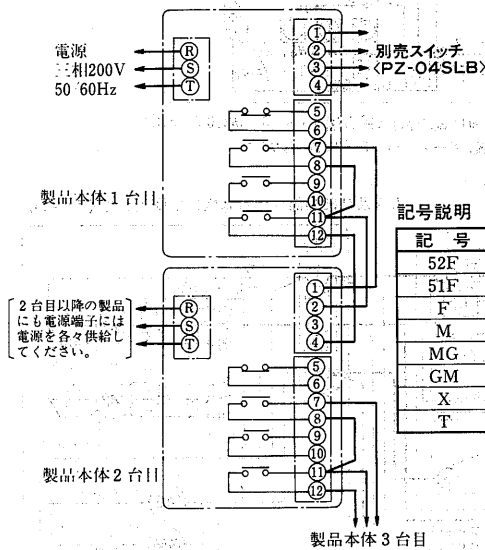 電源
三相200V
50/60Hz
Ⓡ
Ⓢ
Ⓣ
①
②
③
④
別売スイッチ
〈PZ-04SLB〉
⑤
⑥
⑦
⑧
⑨
⑩
⑪
⑫
製品本体1台目
記号説明
記 号
52F
51F
F
M
MG
GM
X
T
2台目以降の製品
にも電源端子には
電源を各々供給し
てください。
Ⓡ
Ⓢ
Ⓣ
①
②
③
④
⑤
⑥
⑦
⑧
⑨
⑩
⑪
⑫
製品本体2台目
製品本体3台目